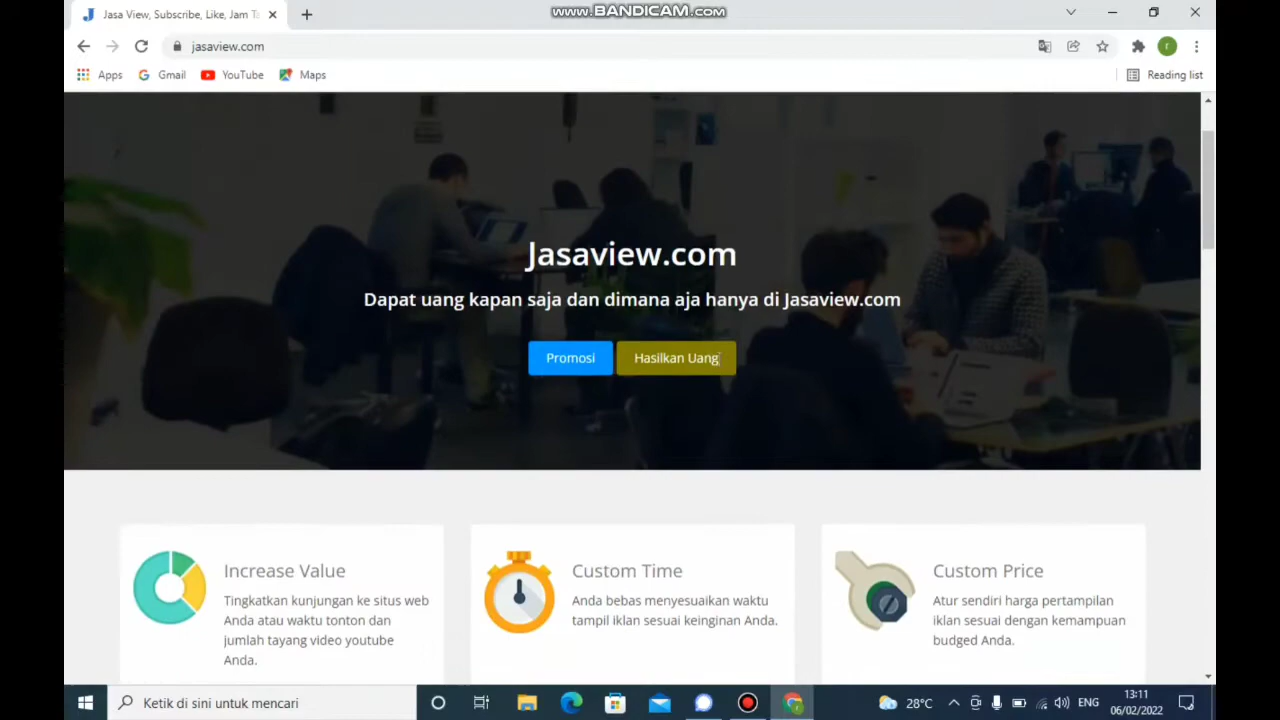 www.BANDICAM.com
Jasa View, Subscribe, Like, Jam Ta
jasaview.com
r
Apps
Gmail
YouTube
Maps
Reading list
Jasaview.com
Dapat uang kapan saja dan dimana aja hanya di Jasaview.com
Promosi
Hasilkan Uang
Increase Value
Tingkatkan kunjungan ke situs web
Anda atau waktu tonton dan
jumlah tayang video youtube
Anda.
Custom Time
Anda bebas menyesuaikan waktu
tampil iklan sesuai keinginan Anda.
Custom Price
Atur sendiri harga pertampilan
iklan sesuai dengan kemampuan
budged Anda.
Ketik di sini untuk mencari
28°C
ENG
13:11
06/02/2022